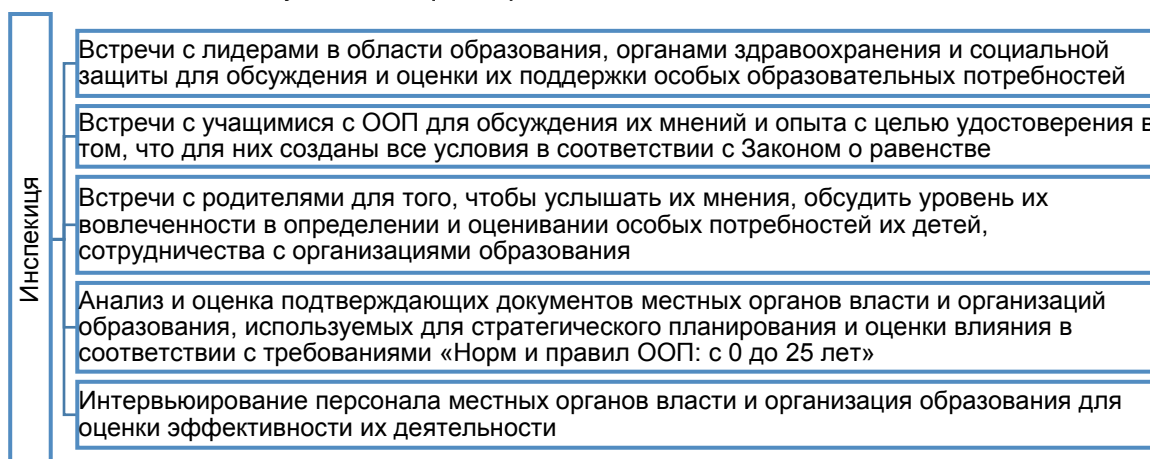 Инспекиця
Встречи с лидерами в области образования, органами здравоохранения и социальной
защиты для обсуждения и оценки их поддержки особых образовательных потребностей
Встречи с учащимися с ООП для обсуждения их мнений и опыта с целью удостоверения в
том, что для них созданы все условия в соответствии с Законом о равенстве
Встречи с родителями для того, чтобы услышать их мнения, обсудить уровень их
вовлеченности в определении и оценивании особых потребностей их детей,
сотрудничества с организациями образования
Анализ и оценка подтверждающих документов местных органов власти и организаций
образования, используемых для стратегического планирования и оценки влияния в
соответствии с требованиями «Норм и правил ООП: с 0 до 25 лет»
Интервьюирование персонала местных органов власти и организация образования для
оценки эффективности их деятельности